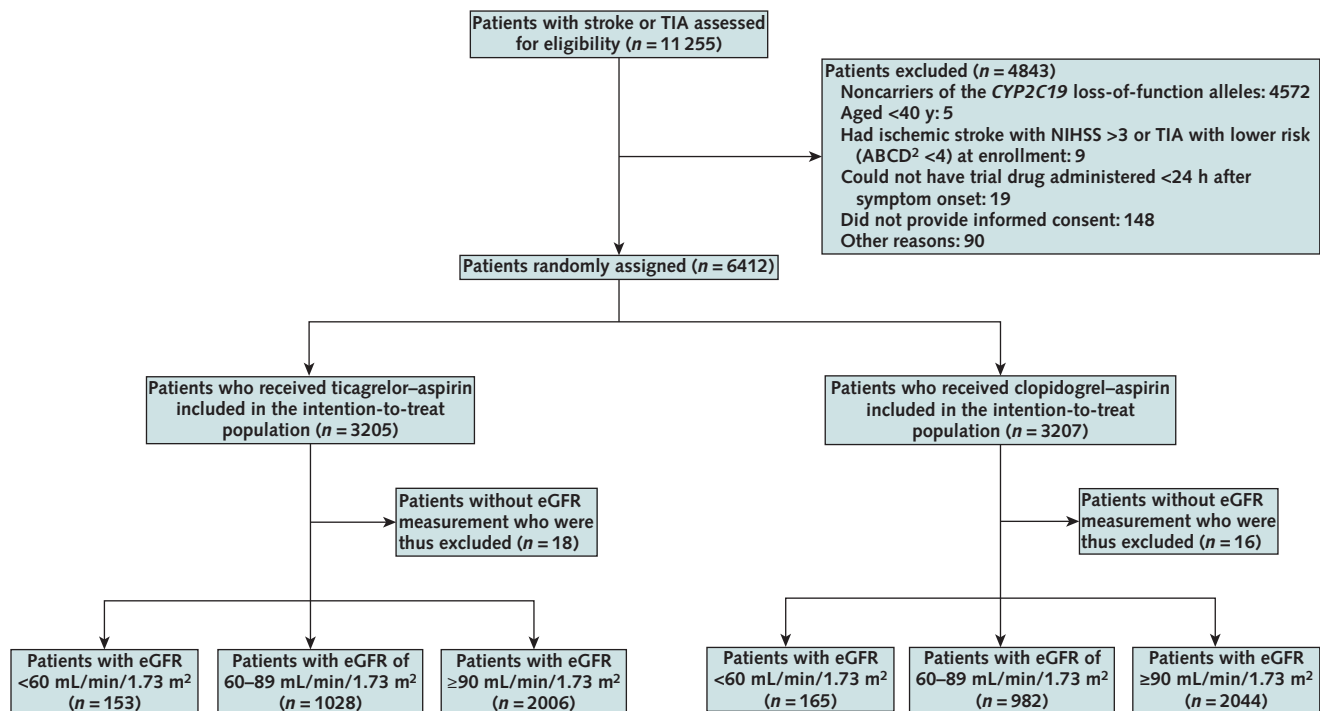 Patients with stroke or TIA assessed
for eligibility (n = 11 255)
Patients excluded (n = 4843)
Noncarriers of the CYP2C19 loss-of-function alleles: 4572
Aged <40 y: 5
Had ischemic stroke with NIHSS >3 or TIA with lower risk
(ABCD² <4) at enrollment: 9
Could not have trial drug administered <24 h after
symptom onset: 19
Did not provide informed consent: 148
Other reasons: 90
Patients randomly assigned (n = 6412)
Patients who received ticagrelor–aspirin
included in the intention-to-treat
population (n = 3205)
Patients who received clopidogrel–aspirin
included in the intention-to-treat
population (n = 3207)
Patients without eGFR
measurement who were
thus excluded (n = 18)
Patients without eGFR
measurement who were
thus excluded (n = 16)
Patients with eGFR
<60 mL/min/1.73 m²
(n = 153)
Patients with eGFR of
60–89 mL/min/1.73 m²
(n = 1028)
Patients with eGFR
≥90 mL/min/1.73 m²
(n = 2006)
Patients with eGFR
<60 mL/min/1.73 m²
(n = 165)
Patients with eGFR of
60–89 mL/min/1.73 m²
(n = 982)
Patients with eGFR
≥90 mL/min/1.73 m²
(n = 2044)